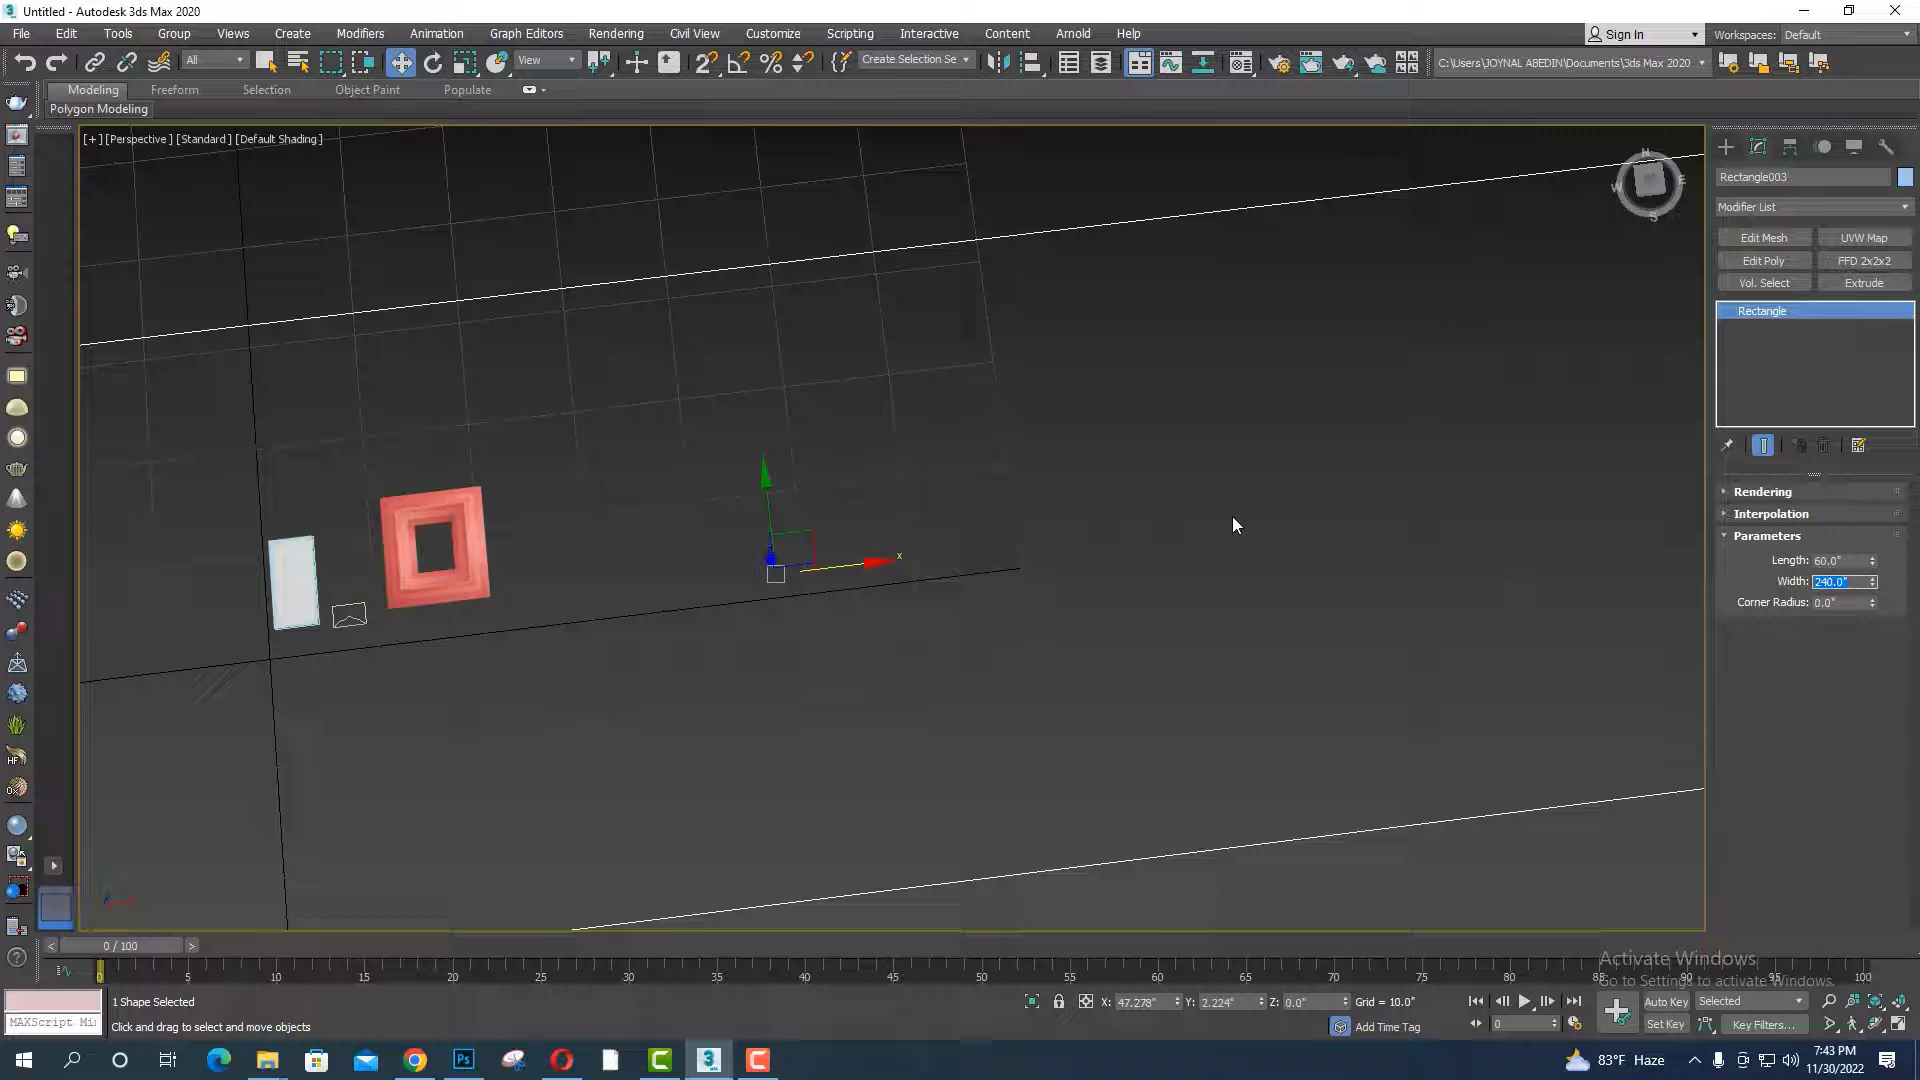 Untitled - Autodesk 3ds Max 2020
File Edit Tools Group Views Create Modifiers Animation Graph Editors Rendering Civil View Customize Scripting Interactive Content Arnold Help
Sign In Workspaces: Default
All View Create Selection Se C:\Users\JOYNAL ABEDIN\Documents\3ds Max 2020
Modeling Freeform Selection Object Paint Populate
Polygon Modeling
[+] [Perspective] [Standard] [Default Shading]
N
W E
S
Rectangle003
Modifier List
Edit Mesh UVW Map
Edit Poly FFD 2x2x2
Vol. Select Extrude
Rectangle
Rendering
Interpolation
Parameters
Length: 60.0"
Width: 240.0"
Corner Radius: 0.0"
x
0 / 100
0 5 10 15 20 25 30 35 40 45 50 55 60 65 70 75 80 85 90 95 100
Activate Windows
Go to Settings to activate Windows.
1 Shape Selected X: 47.278" Y: 2.224" Z: 0.0" Grid = 10.0" Auto Key Selected
MAXScript Mi Click and drag to select and move objects Add Time Tag 0 Set Key Key Filters...
83°F Haze 7:43 PM
11/30/2022